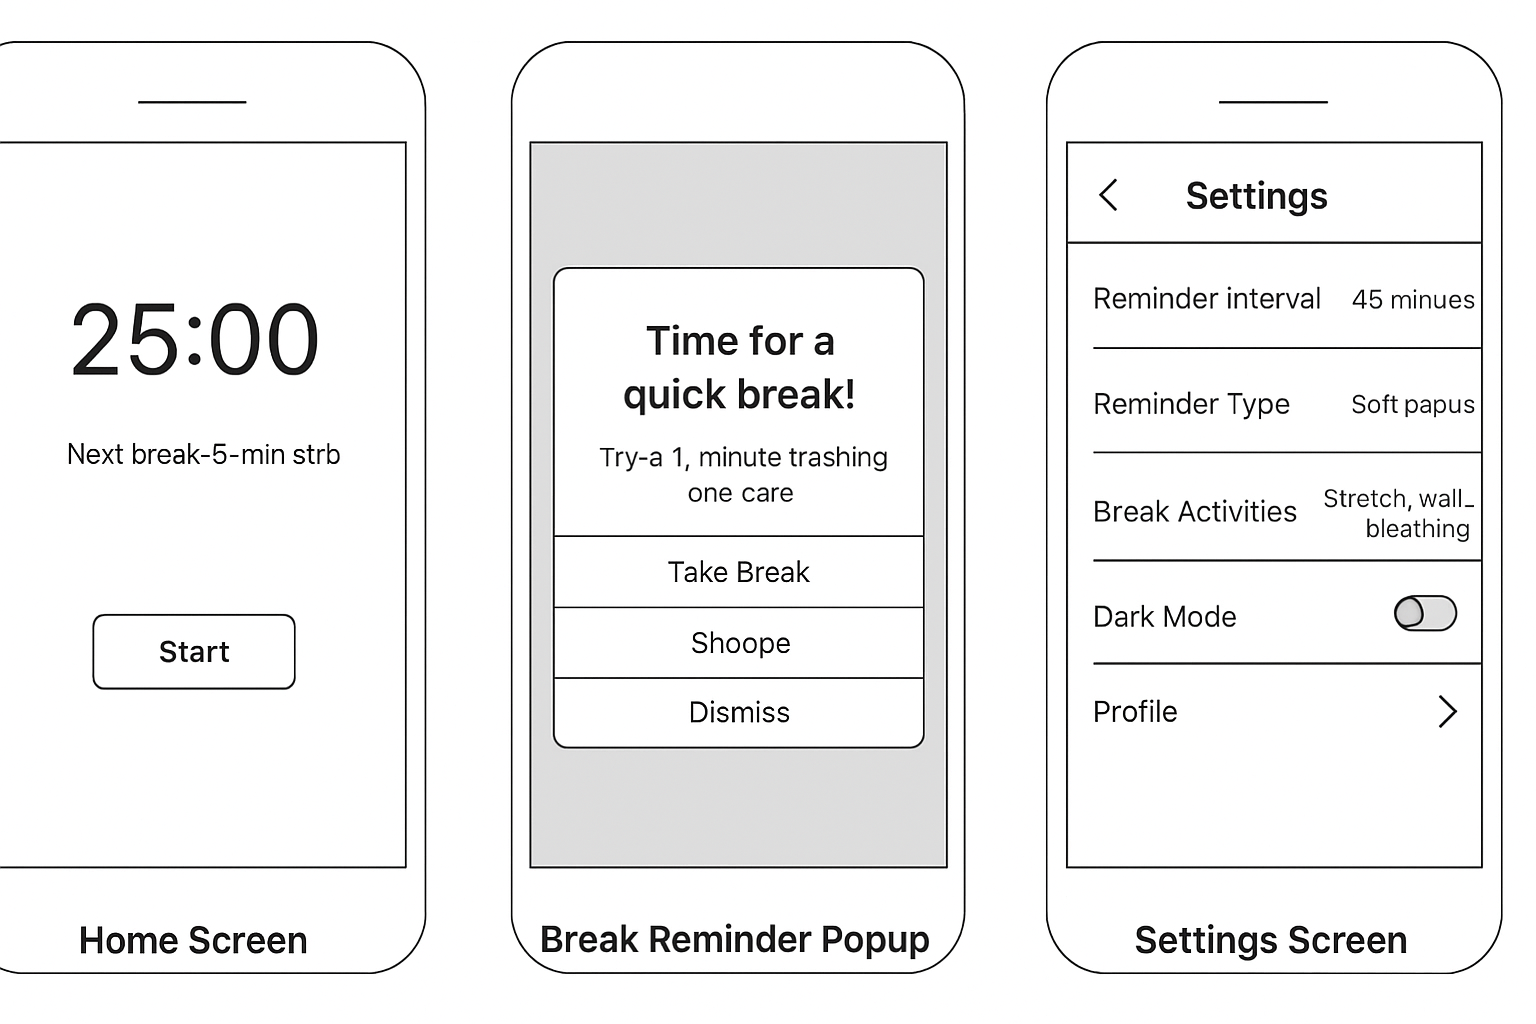 25:00
Next break-5-min strb
Start
Home Screen
Time for a
quick break!
Try-a 1, minute trashing
one care
Take Break
Shoope
Dismiss
Break Reminder Popup
Settings
Reminder interval 45 minues
Reminder Type Soft papus
Break Activities Stretch, wall_
bleathing
Dark Mode
Profile
Settings Screen